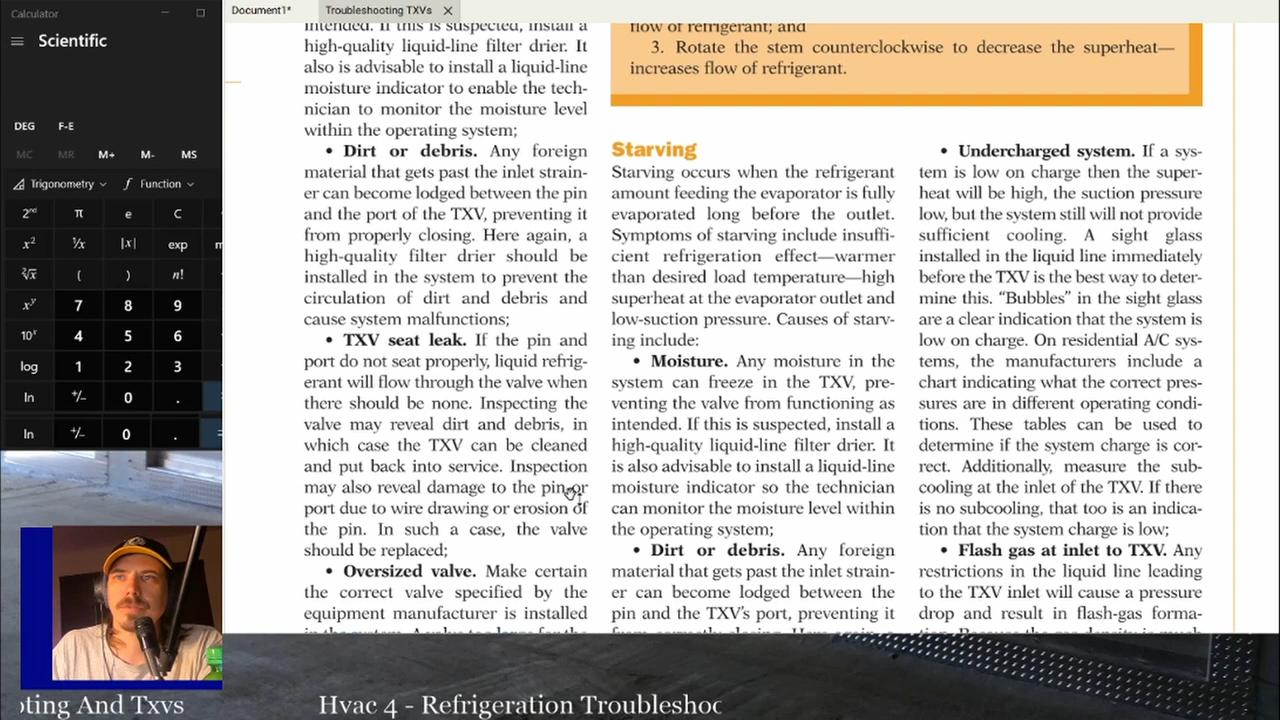 Calculator
Scientific
DEG F-E
MC MR M+ M- MS
Trigonometry Function
2nd π e C
x² ¹/x |x| exp
²√x ( ) n!
xʸ 7 8 9
10ˣ 4 5 6
log 1 2 3
ln +/- 0 .
ln +/- 0 .
Document1*
Troubleshooting TXVs
intended. If this is suspected, install a
high-quality liquid-line filter drier. It
also is advisable to install a liquid-line
moisture indicator to enable the tech-
nician to monitor the moisture level
within the operating system;
• Dirt or debris. Any foreign
material that gets past the inlet strain-
er can become lodged between the pin
and the port of the TXV, preventing it
from properly closing. Here again, a
high-quality filter drier should be
installed in the system to prevent the
circulation of dirt and debris and
cause system malfunctions;
• TXV seat leak. If the pin and
port do not seat properly, liquid refrig-
erant will flow through the valve when
there should be none. Inspecting the
valve may reveal dirt and debris, in
which case the TXV can be cleaned
and put back into service. Inspection
may also reveal damage to the pin or
port due to wire drawing or erosion of
the pin. In such a case, the valve
should be replaced;
• Oversized valve. Make certain
the correct valve specified by the
equipment manufacturer is installed
flow of refrigerant; and
3. Rotate the stem counterclockwise to decrease the superheat—
increases flow of refrigerant.
Starving
Starving occurs when the refrigerant
amount feeding the evaporator is fully
evaporated long before the outlet.
Symptoms of starving include insuffi-
cient refrigeration effect—warmer
than desired load temperature—high
superheat at the evaporator outlet and
low-suction pressure. Causes of starv-
ing include:
• Moisture. Any moisture in the
system can freeze in the TXV, pre-
venting the valve from functioning as
intended. If this is suspected, install a
high-quality liquid-line filter drier. It
is also advisable to install a liquid-line
moisture indicator so the technician
can monitor the moisture level within
the operating system;
• Dirt or debris. Any foreign
material that gets past the inlet strain-
er can become lodged between the
pin and the TXV's port, preventing it
• Undercharged system. If a sys-
tem is low on charge then the super-
heat will be high, the suction pressure
low, but the system still will not provide
sufficient cooling. A sight glass
installed in the liquid line immediately
before the TXV is the best way to deter-
mine this. “Bubbles” in the sight glass
are a clear indication that the system is
low on charge. On residential A/C sys-
tems, the manufacturers include a
chart indicating what the correct pres-
sures are in different operating condi-
tions. These tables can be used to
determine if the system charge is cor-
rect. Additionally, measure the sub-
cooling at the inlet of the TXV. If there
is no subcooling, that too is an indica-
tion that the system charge is low;
• Flash gas at inlet to TXV. Any
restrictions in the liquid line leading
to the TXV inlet will cause a pressure
drop and result in flash-gas forma-
oting And Txvs
Hvac 4 - Refrigeration Troubleshoo